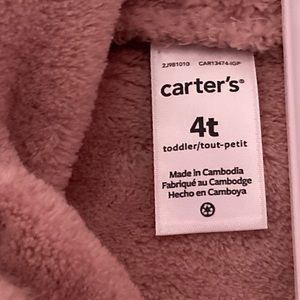 2J981010 CAR13474-IGP
carter's®
4t
toddler/tout-petit
Made in Cambodia
Fabriqué au Cambodge
Hecho en Camboya